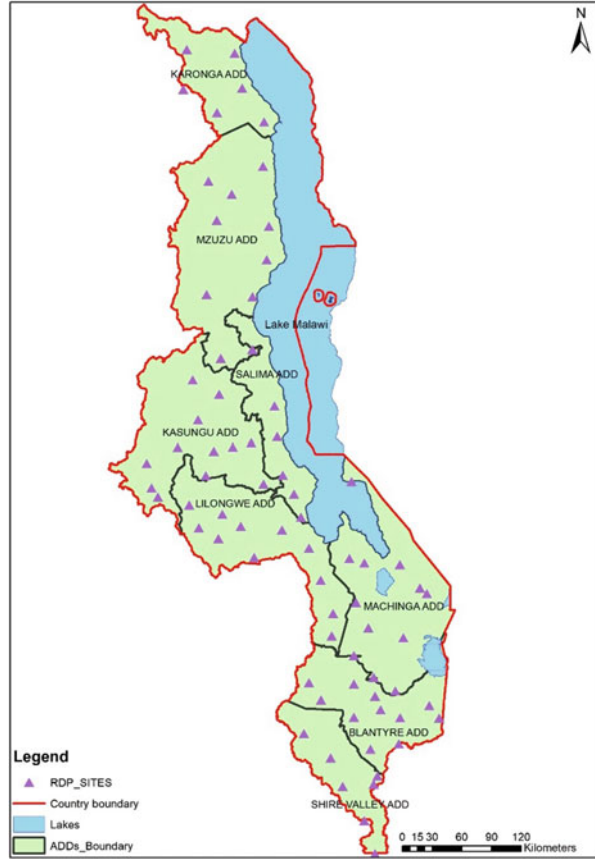 N
KARONGA ADD
MZUZU ADD
Lake Malawi
SALIMA ADD
KASUNGU ADD
LILONGWE ADD
MACHINGA ADD
BLANTYRE ADD
SHIRE VALLEY ADD
Legend
RDP_SITES
Country boundary
Lakes
ADDs_Boundary
0 15 30 60 90 120
Kilometers